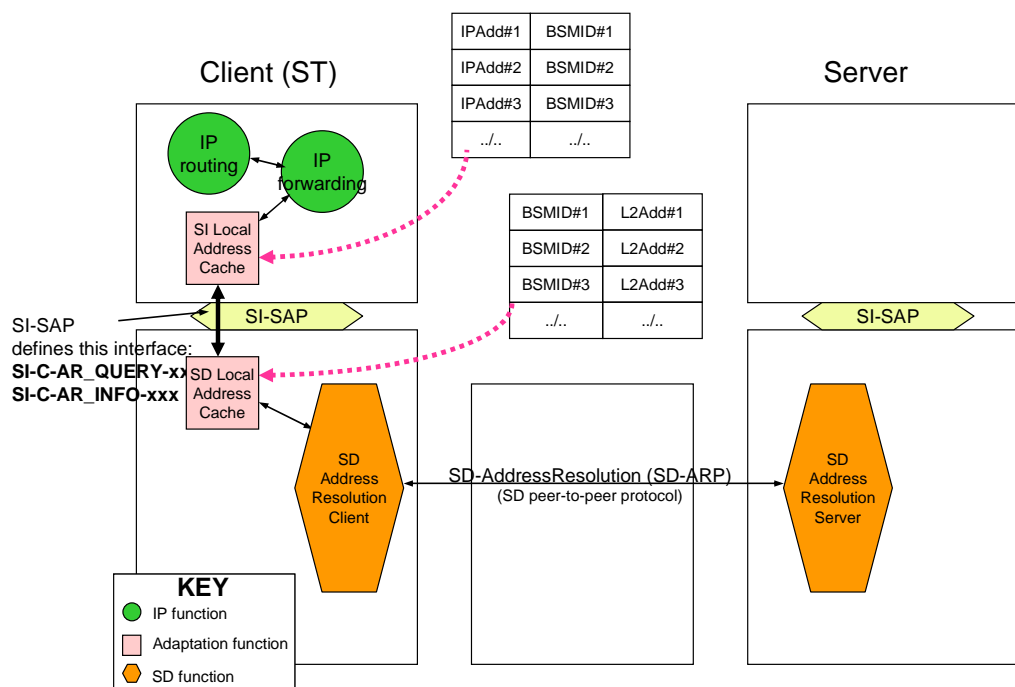 Client (ST)
Server
IPAdd#1 BSMID#1
IPAdd#2 BSMID#2
IPAdd#3 BSMID#3
../.. ../..
IP
routing
IP
forwarding
SI Local
Address
Cache
BSMID#1 L2Add#1
BSMID#2 L2Add#2
BSMID#3 L2Add#3
../.. ../..
SI-SAP
SI-SAP
SI-SAP
defines this interface:
SI-C-AR_QUERY-xx
SI-C-AR_INFO-xxx
SD Local
Address
Cache
SD
Address
Resolution
Client
SD-AddressResolution (SD-ARP)
(SD peer-to-peer protocol)
SD
Address
Resolution
Server
KEY
IP function
Adaptation function
SD function